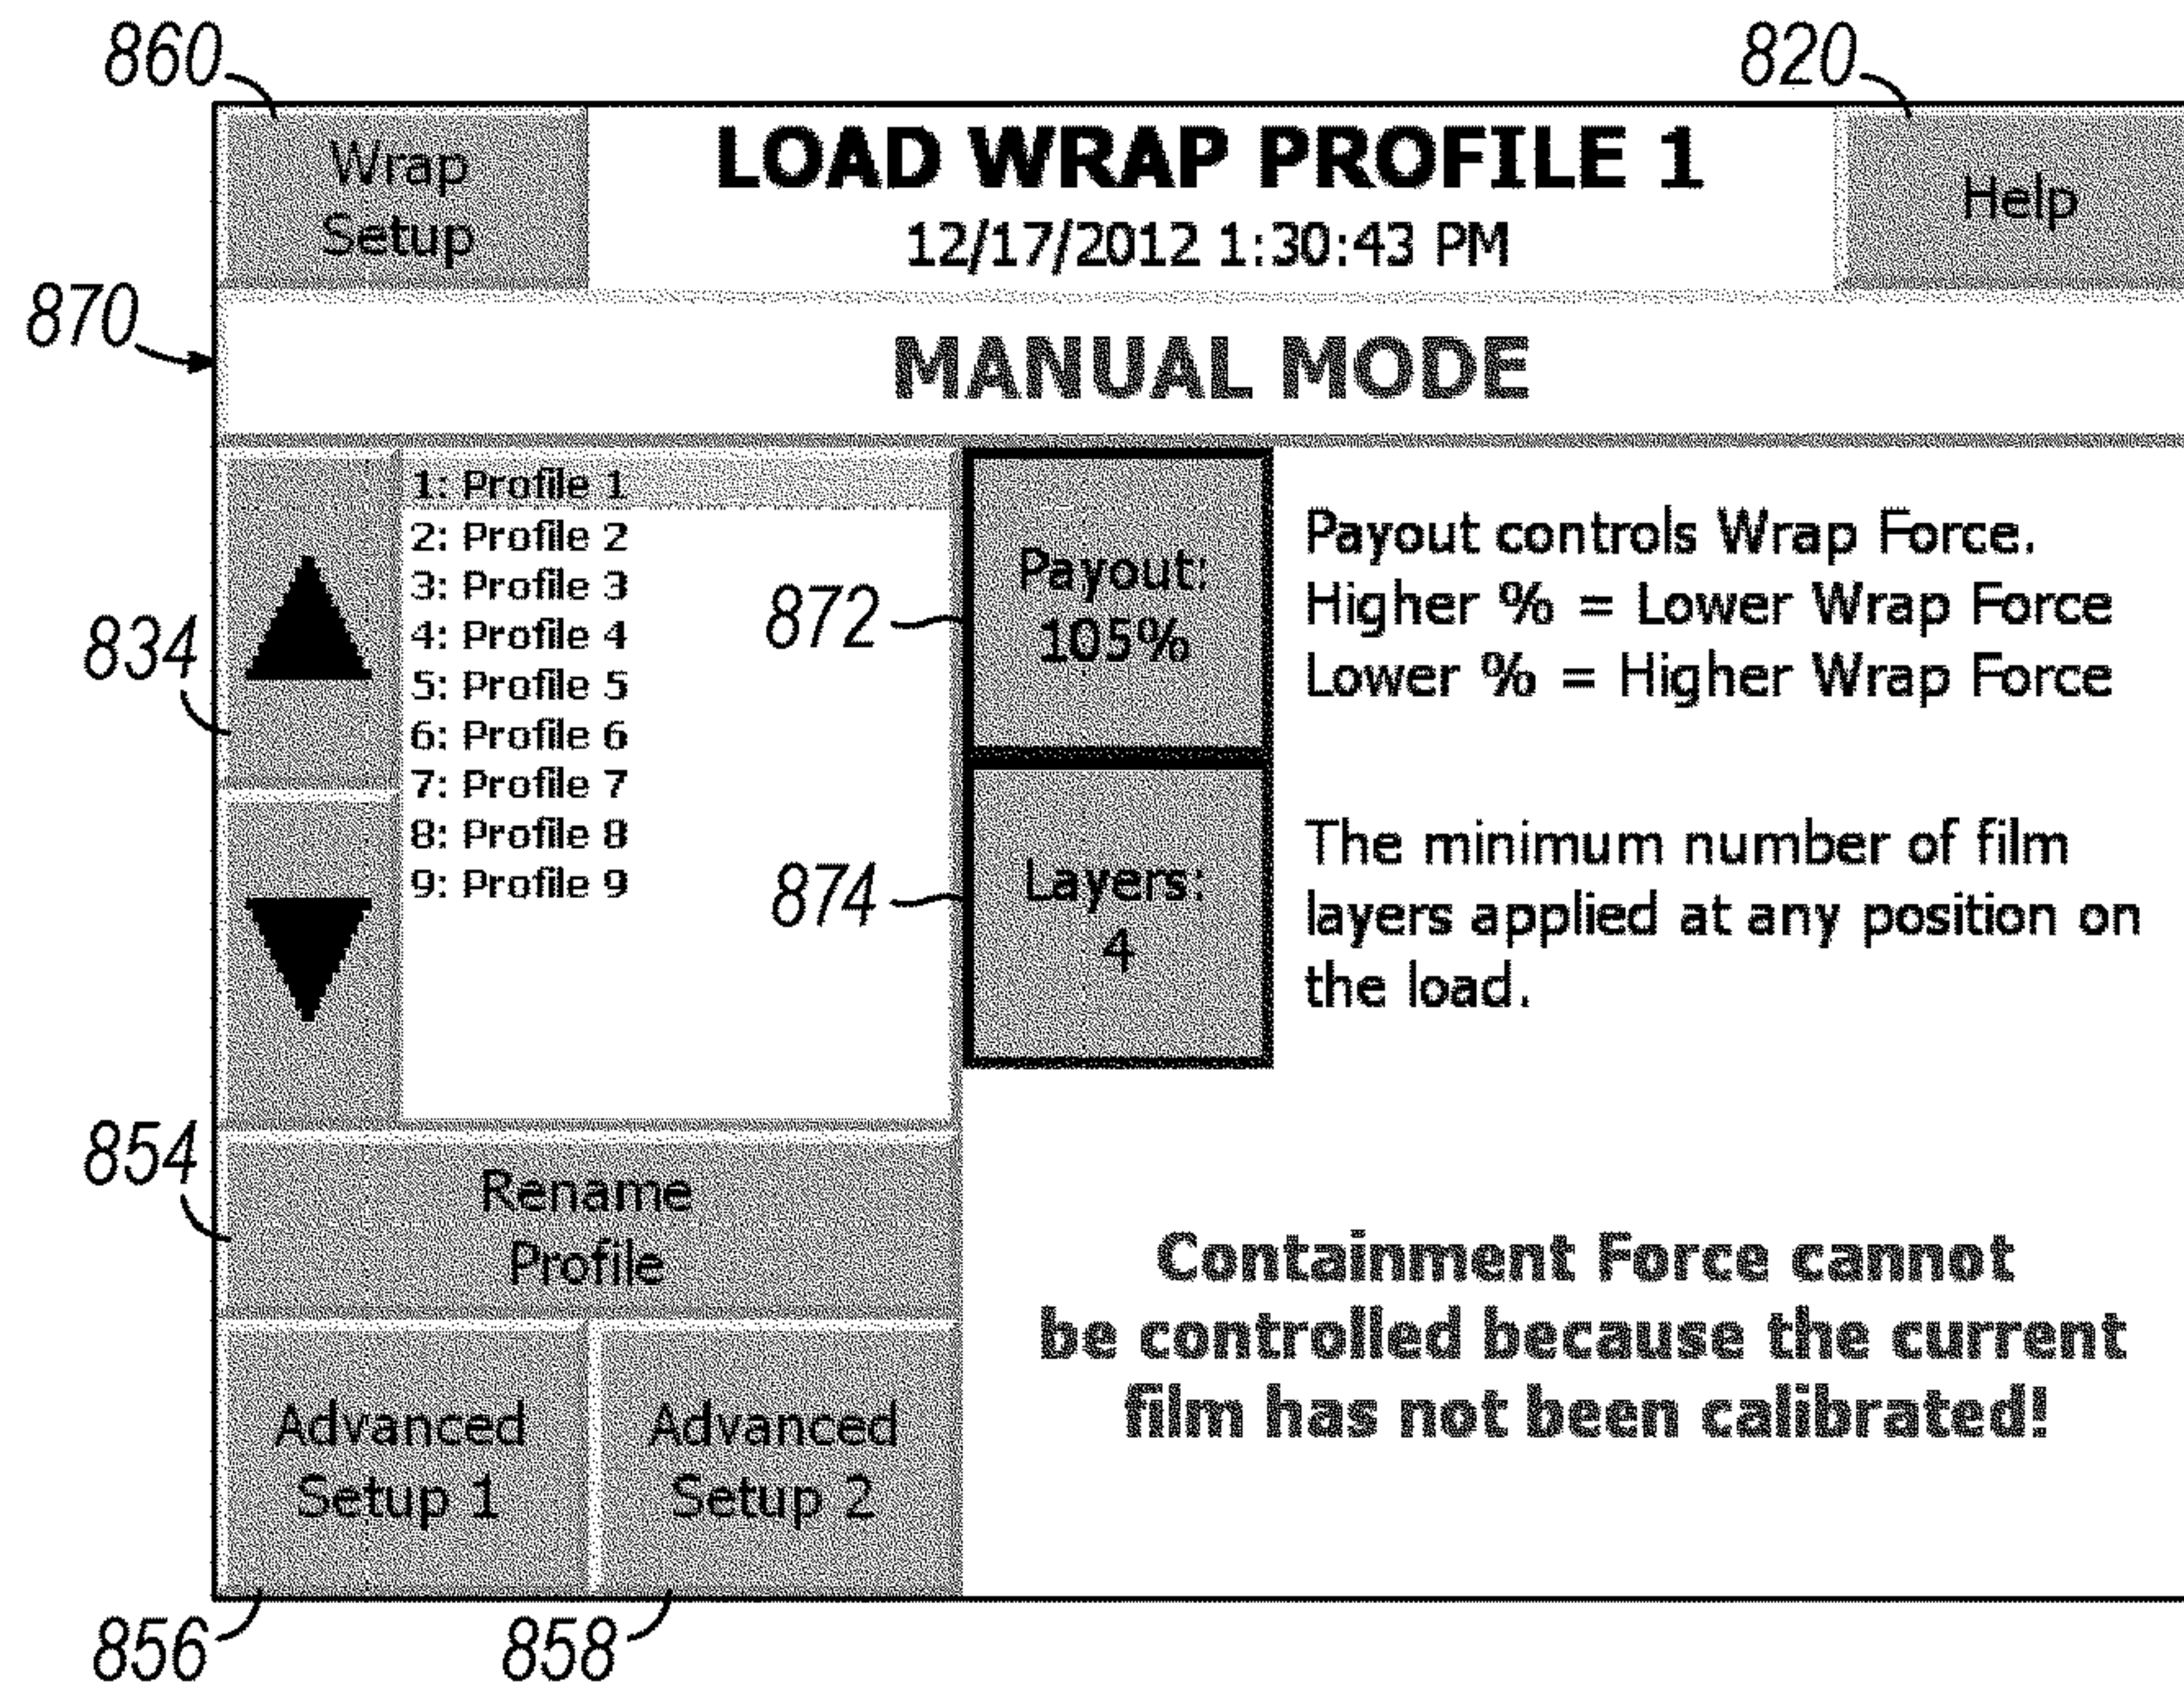 860
820
Wrap
Setup
LOAD WRAP PROFILE 1
12/17/2012 1:30:43 PM
Help
870
MANUAL MODE
834
1: Profile 1
2: Profile 2
3: Profile 3
4: Profile 4
5: Profile 5
6: Profile 6
7: Profile 7
8: Profile 8
9: Profile 9
872
Payout:
105%
Payout controls Wrap Force.
Higher % = Lower Wrap Force
Lower % = Higher Wrap Force
874
Layers:
4
The minimum number of film
layers applied at any position on
the load.
854
Rename
Profile
Containment Force cannot
be controlled because the current
film has not been calibrated!
Advanced
Setup 1
Advanced
Setup 2
856
858